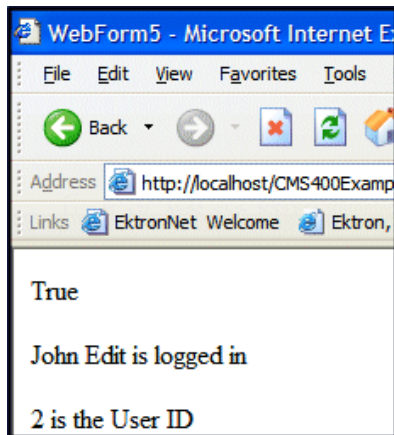 WebForm5 - Microsoft Internet Ex
File Edit View Favorites Tools
Back
Address http://localhost/CMS400Examp
Links EktronNet Welcome Ektron,
True
John Edit is logged in
2 is the User ID